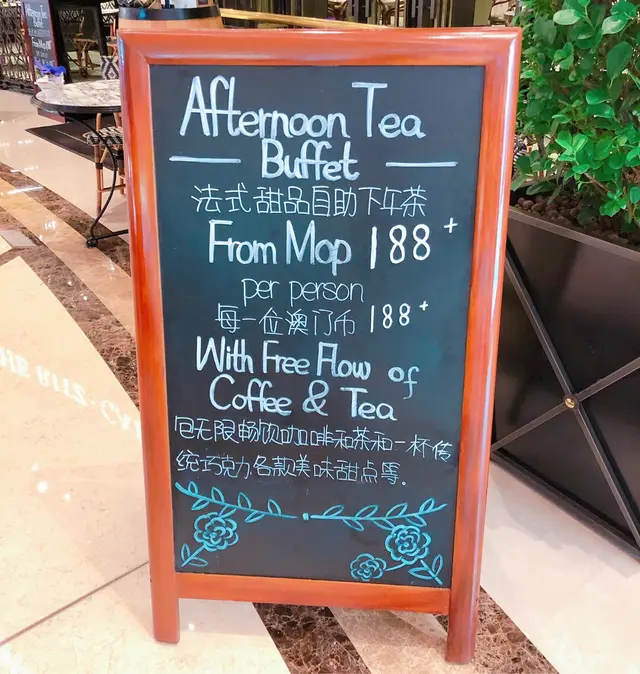 Afternoon Tea
Buffet
法式甜品自助下午茶
From Mop 188+
per person
每一位澳门币 188+
With Free Flow of
Coffee & Tea
包无限畅饮咖啡和茶和一杯传
统巧克力各款美味甜点等.